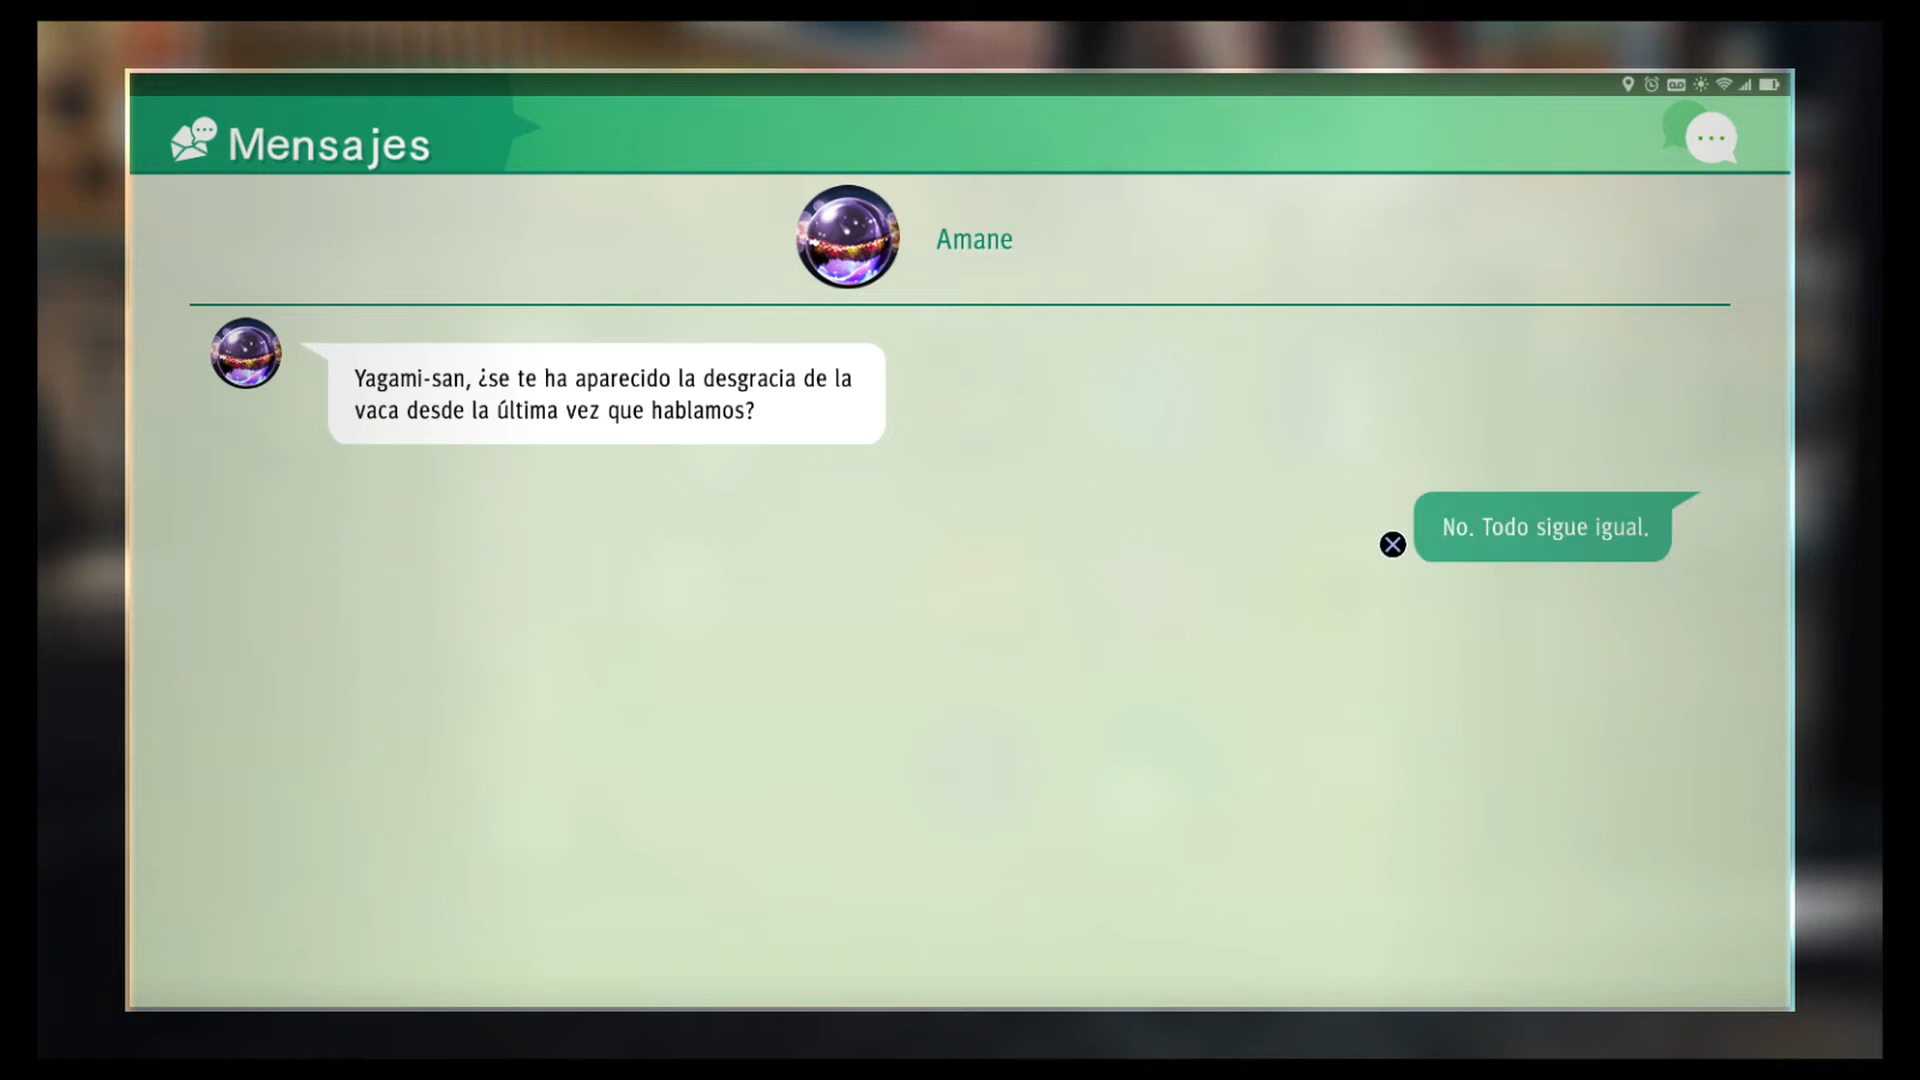 Mensajes
Amane
Yagami-san, ¿se te ha aparecido la desgracia de la
vaca desde la última vez que hablamos?
No. Todo sigue igual.